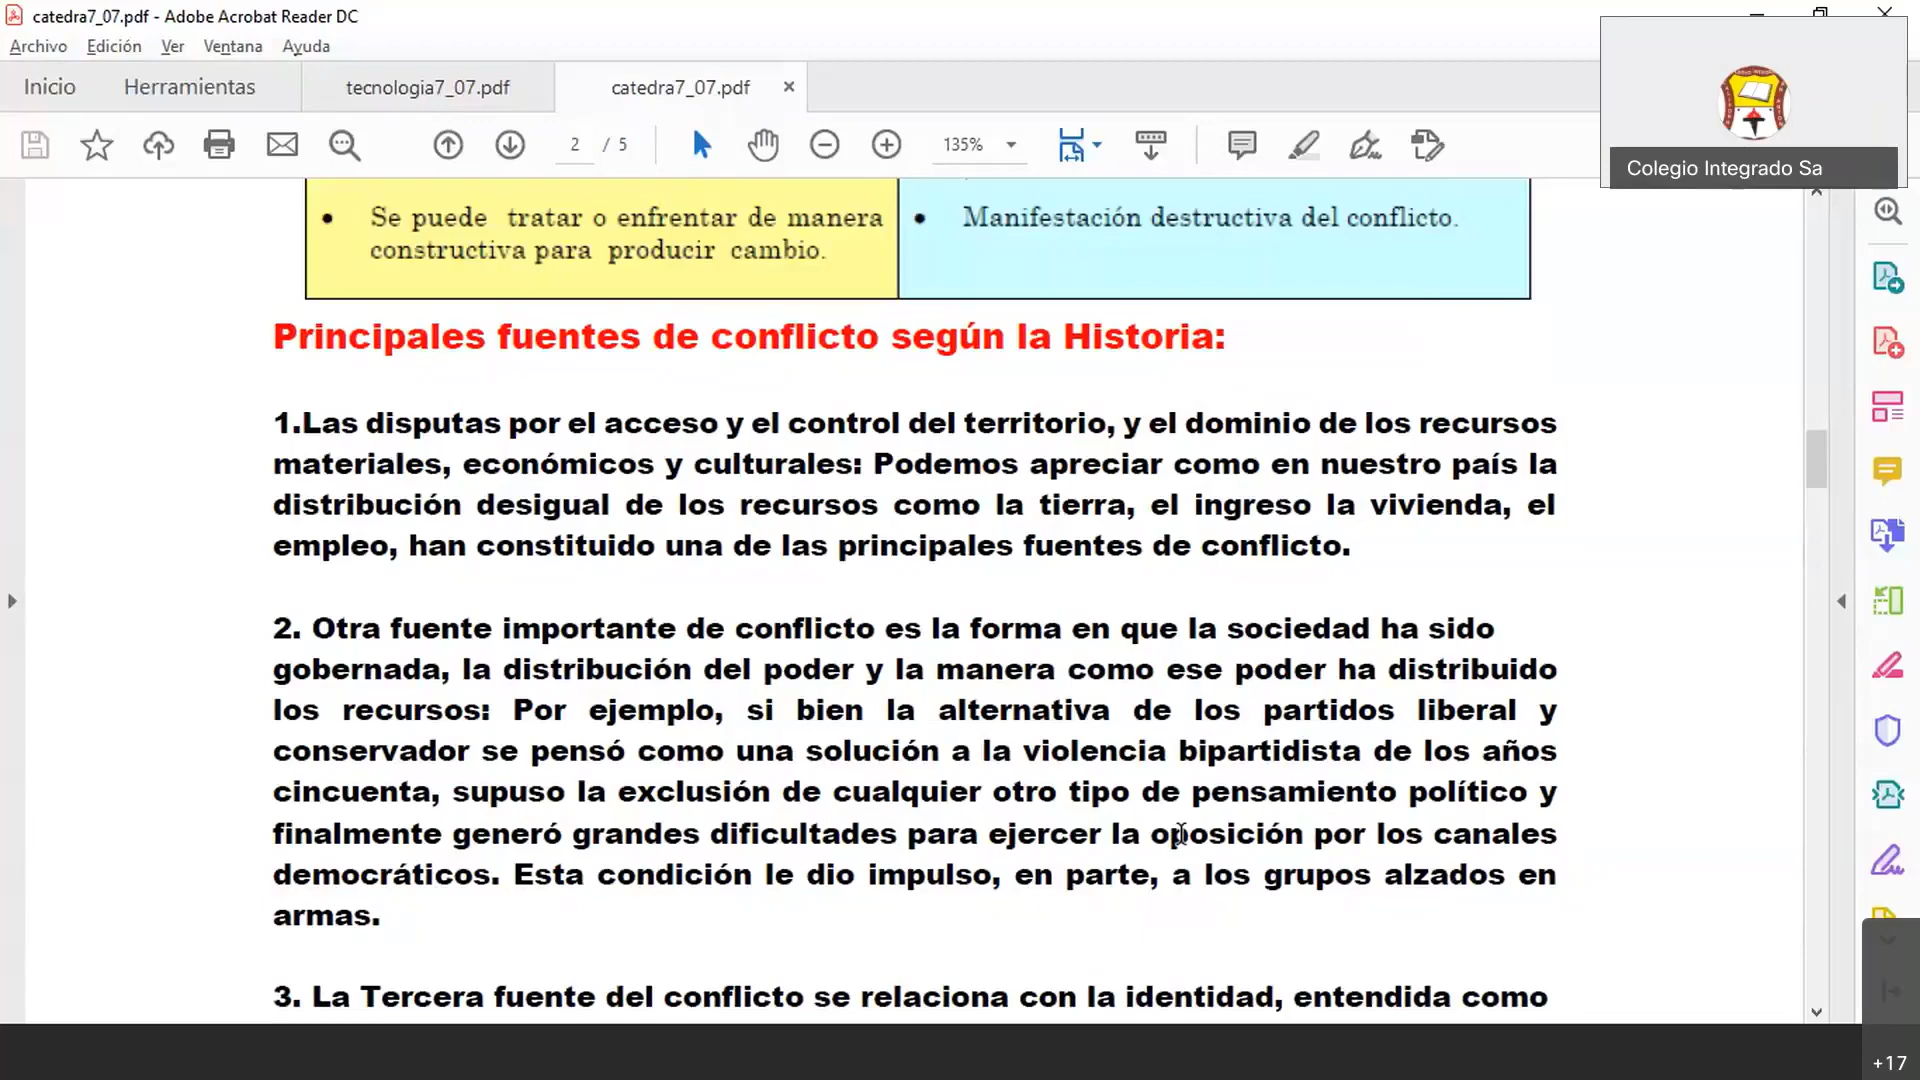 catedra7_07.pdf - Adobe Acrobat Reader DC
Archivo Edición Ver Ventana Ayuda
Inicio Herramientas tecnologia7_07.pdf catedra7_07.pdf
2 / 5 135%
Colegio Integrado Sa
• Se puede tratar o enfrentar de manera
constructiva para producir cambio.
• Manifestación destructiva del conflicto.
Principales fuentes de conflicto según la Historia:
1.Las disputas por el acceso y el control del territorio, y el dominio de los recursos
materiales, económicos y culturales: Podemos apreciar como en nuestro país la
distribución desigual de los recursos como la tierra, el ingreso la vivienda, el
empleo, han constituido una de las principales fuentes de conflicto.
2. Otra fuente importante de conflicto es la forma en que la sociedad ha sido
gobernada, la distribución del poder y la manera como ese poder ha distribuido
los recursos: Por ejemplo, si bien la alternativa de los partidos liberal y
conservador se pensó como una solución a la violencia bipartidista de los años
cincuenta, supuso la exclusión de cualquier otro tipo de pensamiento político y
finalmente generó grandes dificultades para ejercer la oposición por los canales
democráticos. Esta condición le dio impulso, en parte, a los grupos alzados en
armas.
3. La Tercera fuente del conflicto se relaciona con la identidad, entendida como
+17